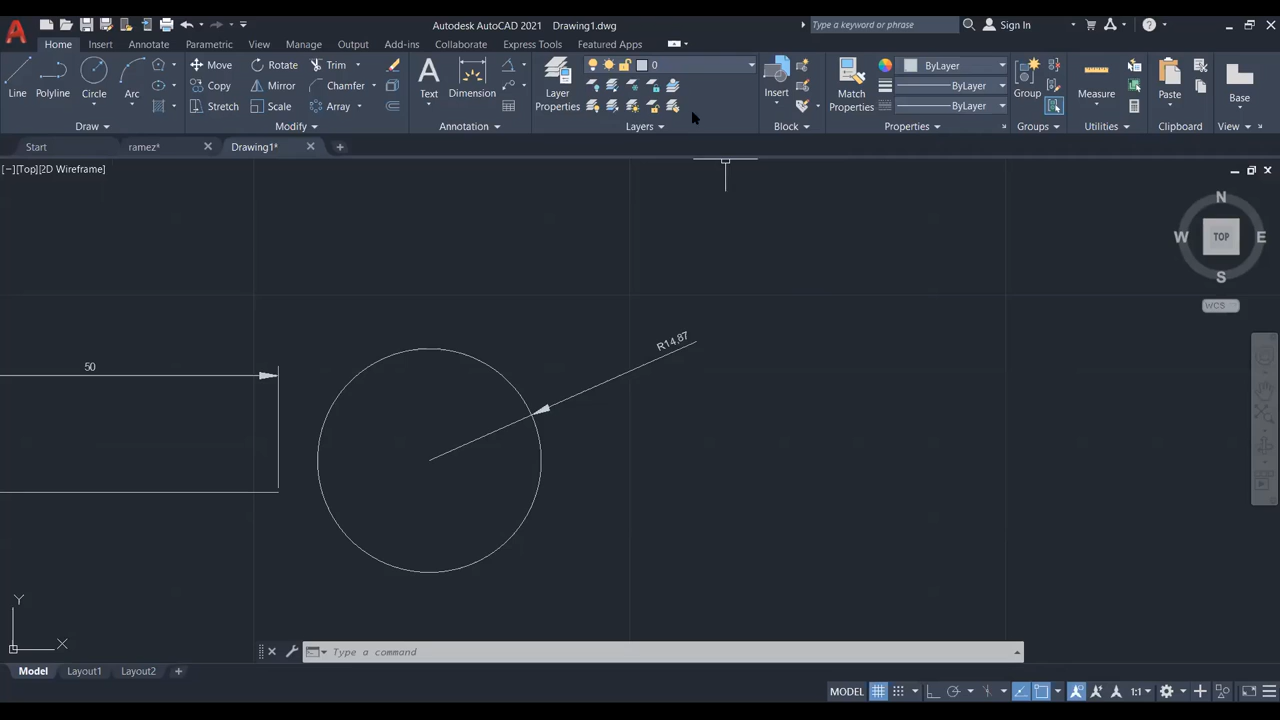 Autodesk AutoCAD 2021 Drawing1.dwg
Type a keyword or phrase
Sign In
Home Insert Annotate Parametric View Manage Output Add-ins Collaborate Express Tools Featured Apps
Line
Polyline
Circle
Arc
Move
Rotate
Trim
Copy
Mirror
Chamfer
Stretch
Scale
Array
Text
Dimension
Layer
Properties
0
Insert
Match
Properties
ByLayer
ByLayer
ByLayer
Group
Measure
Paste
Base
Draw
Modify
Annotation
Layers
Block
Properties
Groups
Utilities
Clipboard
View
Start
ramez*
Drawing1*
[−][Top][2D Wireframe]
N
W
TOP
E
S
WCS
R14,87
50
Y
X
Type a command
Model
Layout1
Layout2
MODEL
1:1